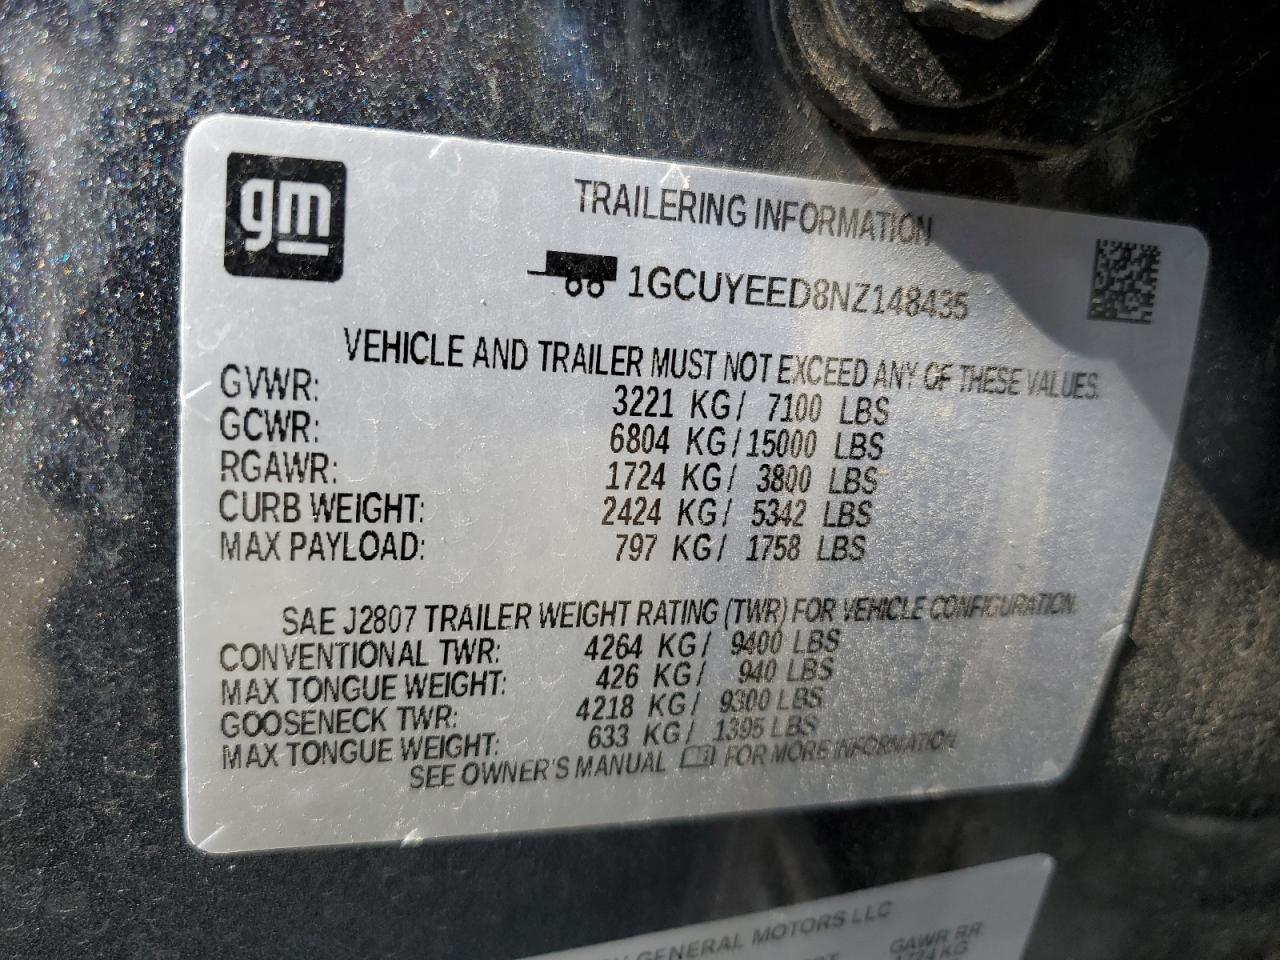 gm
TRAILERING INFORMATION
1GCUYEED8NZ148435
VEHICLE AND TRAILER MUST NOT EXCEED ANY OF THESE VALUES.
GVWR: 3221 KG/ 7100 LBS
GCWR: 6804 KG/15000 LBS
RGAWR: 1724 KG/ 3800 LBS
CURB WEIGHT: 2424 KG/ 5342 LBS
MAX PAYLOAD: 797 KG/ 1758 LBS
SAE J2807 TRAILER WEIGHT RATING (TWR) FOR VEHICLE CONFIGURATION.
CONVENTIONAL TWR: 4264 KG/ 9400 LBS
MAX TONGUE WEIGHT: 426 KG/ 940 LBS
GOOSENECK TWR: 4218 KG/ 9300 LBS
MAX TONGUE WEIGHT: 633 KG/ 1395 LBS
SEE OWNER'S MANUAL FOR MORE INFORMATION.
GENERAL MOTORS LLC
GAWR RR
1724 KG